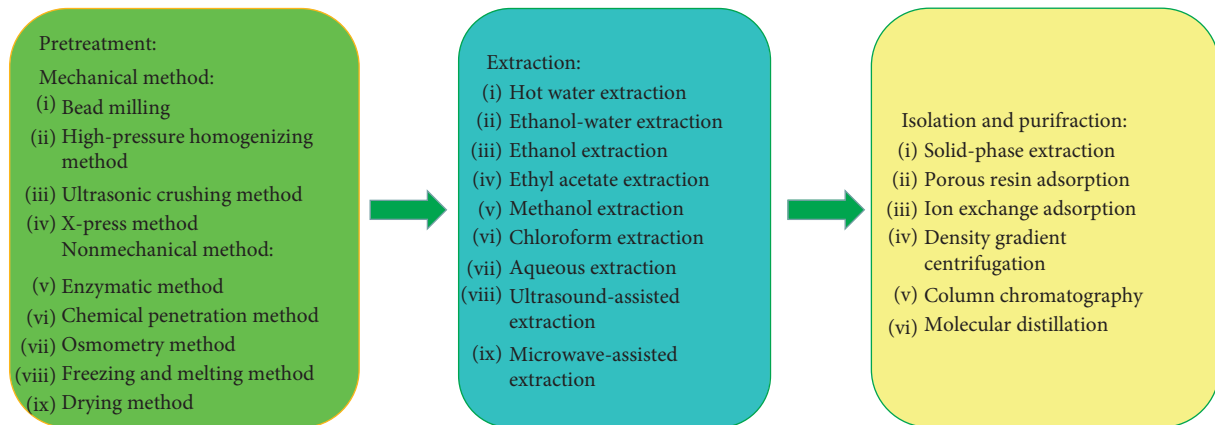 Pretreatment:
Mechanical method:
(i) Bead milling
(ii) High-pressure homogenizing
method
(iii) Ultrasonic crushing method
(iv) X-press method
Nonmechanical method:
(v) Enzymatic method
(vi) Chemical penetration method
(vii) Osmometry method
(viii) Freezing and melting method
(ix) Drying method
Extraction:
(i) Hot water extraction
(ii) Ethanol-water extraction
(iii) Ethanol extraction
(iv) Ethyl acetate extraction
(v) Methanol extraction
(vi) Chloroform extraction
(vii) Aqueous extraction
(viii) Ultrasound-assisted
extraction
(ix) Microwave-assisted
extraction
Isolation and purifraction:
(i) Solid-phase extraction
(ii) Porous resin adsorption
(iii) Ion exchange adsorption
(iv) Density gradient
centrifugation
(v) Column chromatography
(vi) Molecular distillation